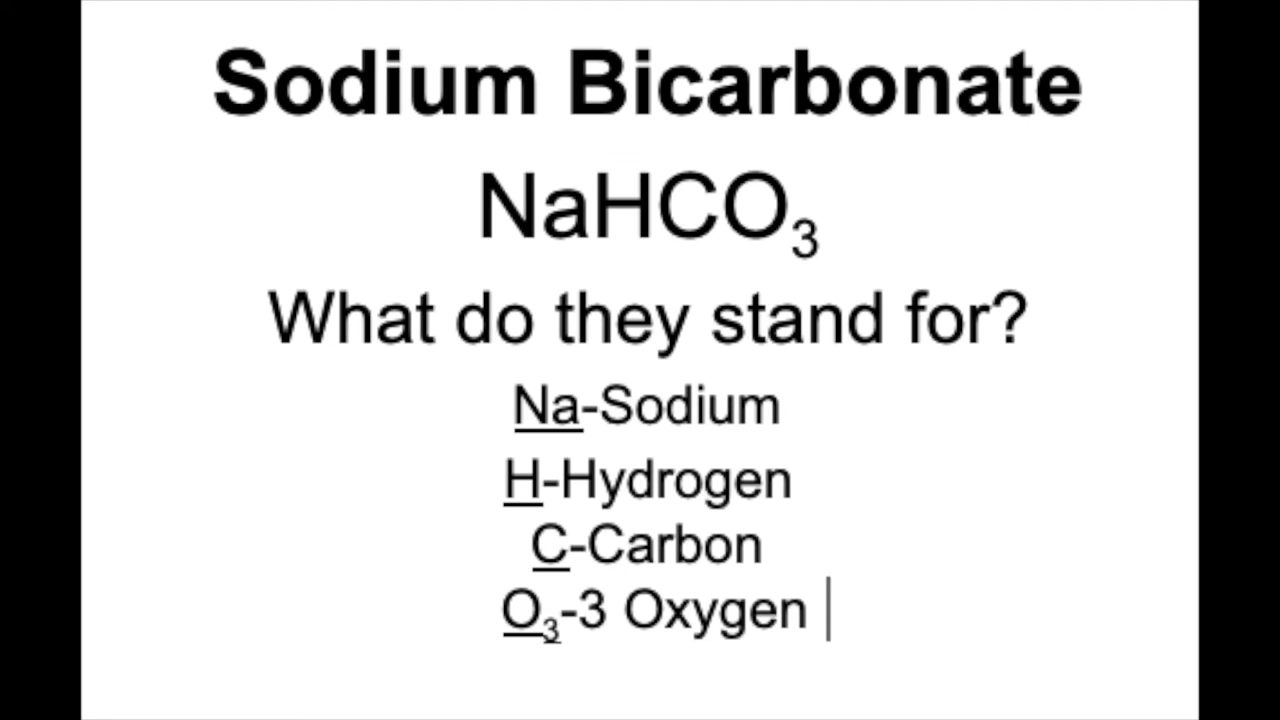 Sodium Bicarbonate
NaHCO₃
What do they stand for?
Na-Sodium
H-Hydrogen
C-Carbon
O₃-3 Oxygen